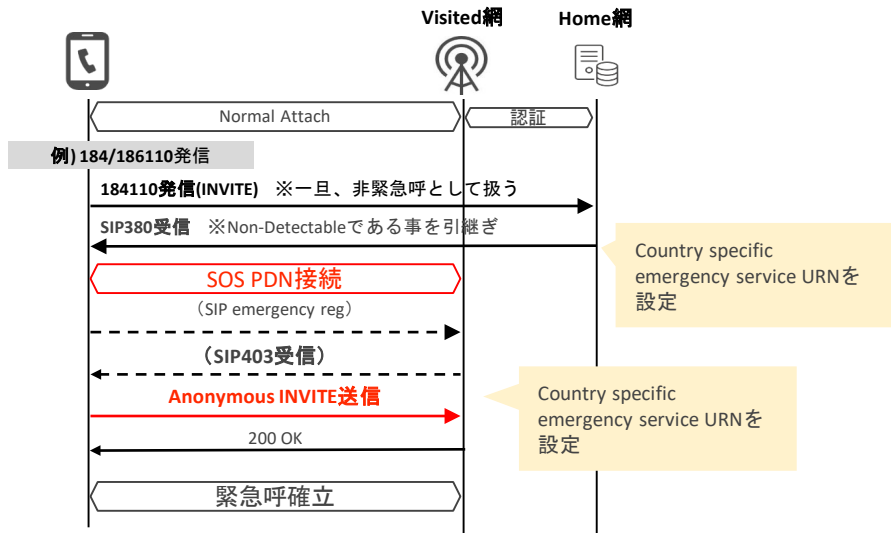 Visited網
Home網
Normal Attach
認証
例) 184/186110発信
184110発信(INVITE) ※一旦、非緊急呼として扱う
SIP380受信 ※Non-Detectableである事を引継ぎ
Country specific
emergency service URNを
設定
SOS PDN接続
（SIP emergency reg）
（SIP403受信）
Anonymous INVITE送信
Country specific
emergency service URNを
設定
200 OK
緊急呼確立